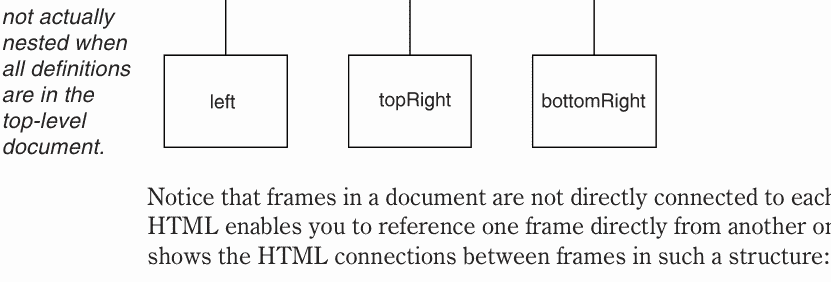 not actually
nested when
all definitions
are in the
top-level
document.
left
topRight
bottomRight
Notice that frames in a document are not directly connected to each
HTML enables you to reference one frame directly from another or
shows the HTML connections between frames in such a structure: